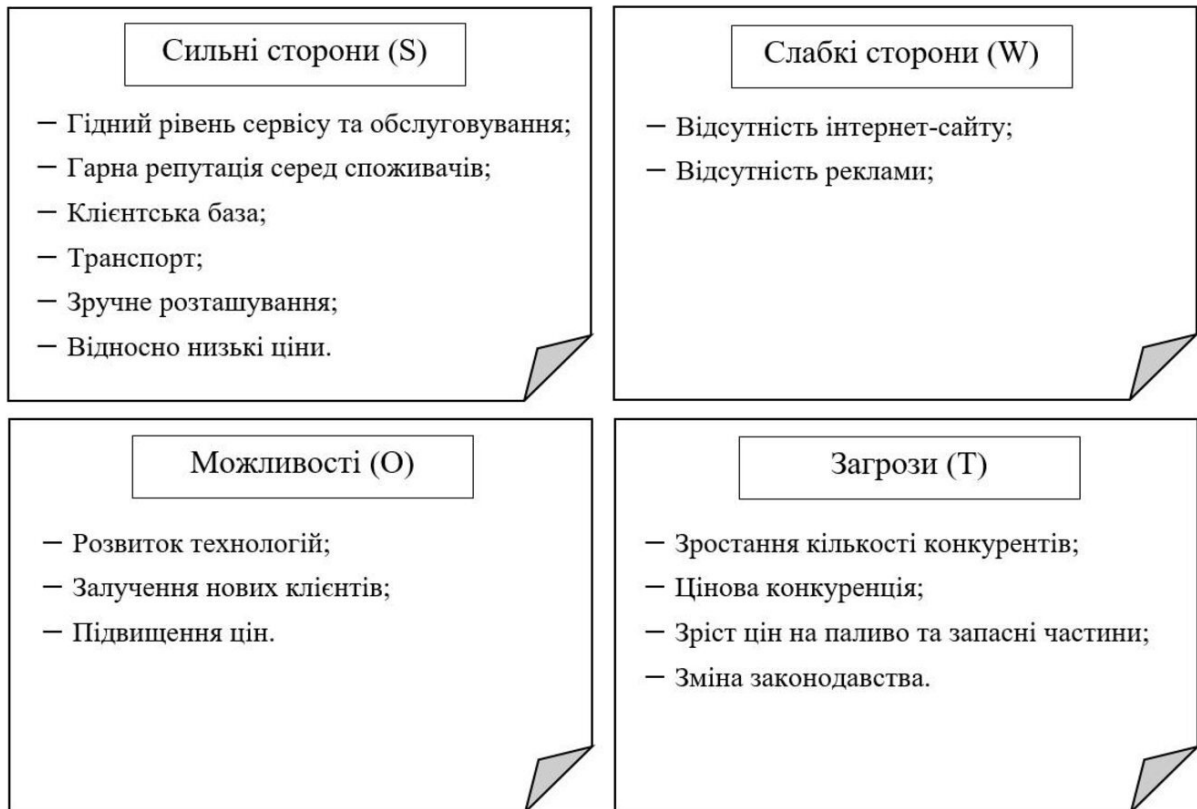 Сильні сторони (S)
— Гідний рівень сервісу та обслуговування;
— Гарна репутація серед споживачів;
— Клієнтська база;
— Транспорт;
— Зручне розташування;
— Відносно низькі ціни.
Слабкі сторони (W)
— Відсутність інтернет-сайту;
— Відсутність реклами;
Можливості (О)
— Розвиток технологій;
— Залучення нових клієнтів;
— Підвищення цін.
Загрози (Т)
— Зростання кількості конкурентів;
— Цінова конкуренція;
— Зріст цін на паливо та запасні частини;
— Зміна законодавства.